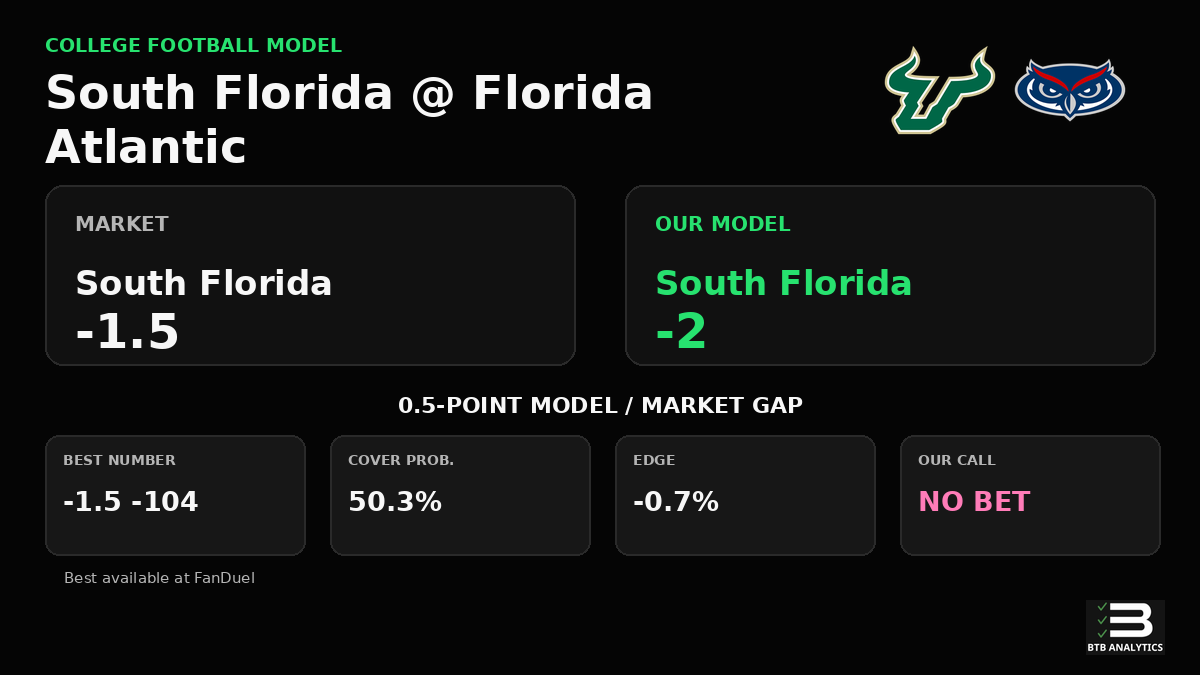 COLLEGE FOOTBALL MODEL
South Florida @ Florida
Atlantic
MARKET
South Florida
-1.5
OUR MODEL
South Florida
-2
0.5-POINT MODEL / MARKET GAP
BEST NUMBER
-1.5 -104
COVER PROB.
50.3%
EDGE
-0.7%
OUR CALL
NO BET
Best available at FanDuel
BTB ANALYTICS